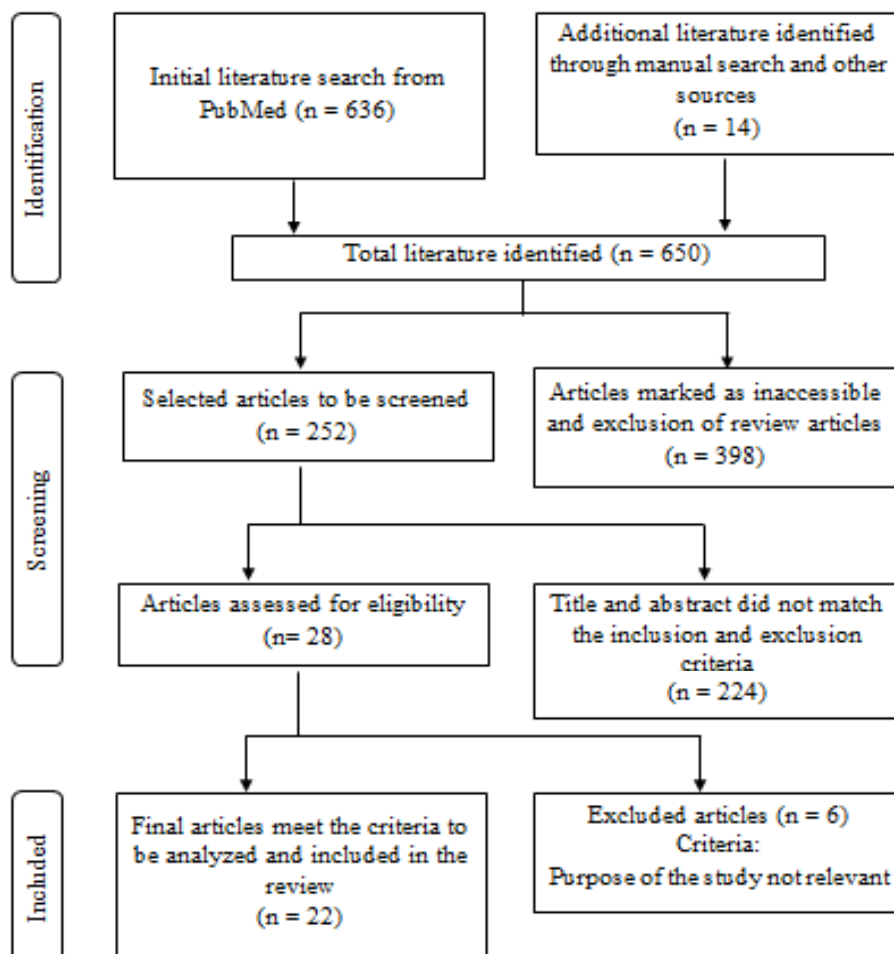 Identification
Initial literature search from
PubMed (n = 636)
Additional literature identified
through manual search and other
sources
(n = 14)
Total literature identified (n = 650)
Screening
Selected articles to be screened
(n = 252)
Articles marked as inaccessible
and exclusion of review articles
(n = 398)
Articles assessed for eligibility
(n= 28)
Title and abstract did not match
the inclusion and exclusion
criteria
(n = 224)
Included
Final articles meet the criteria to
be analyzed and included in the
review
(n = 22)
Excluded articles (n = 6)
Criteria:
Purpose of the study not relevant